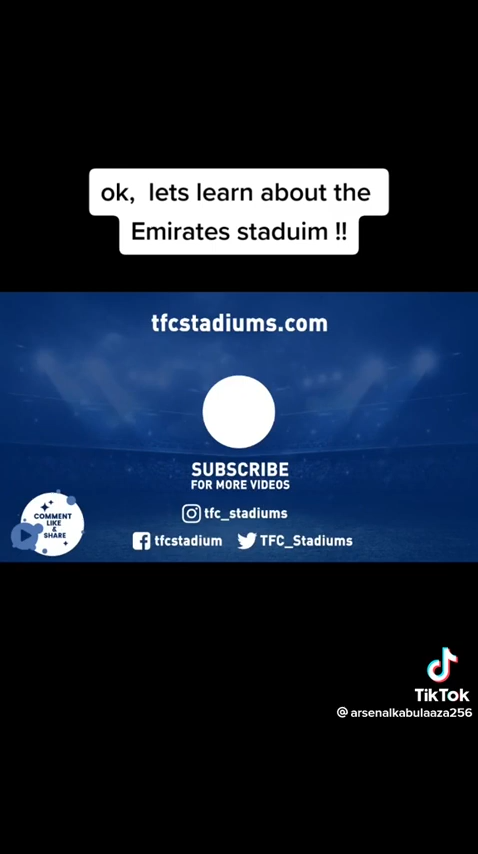 ok, lets learn about the
Emirates staduim !!
tfcstadiums.com
SUBSCRIBE
FOR MORE VIDEOS
tfc_stadiums
tfcstadium TFC_Stadiums
COMMENT
LIKE
&
SHARE
TikTok
@arsenalkabulaaza256